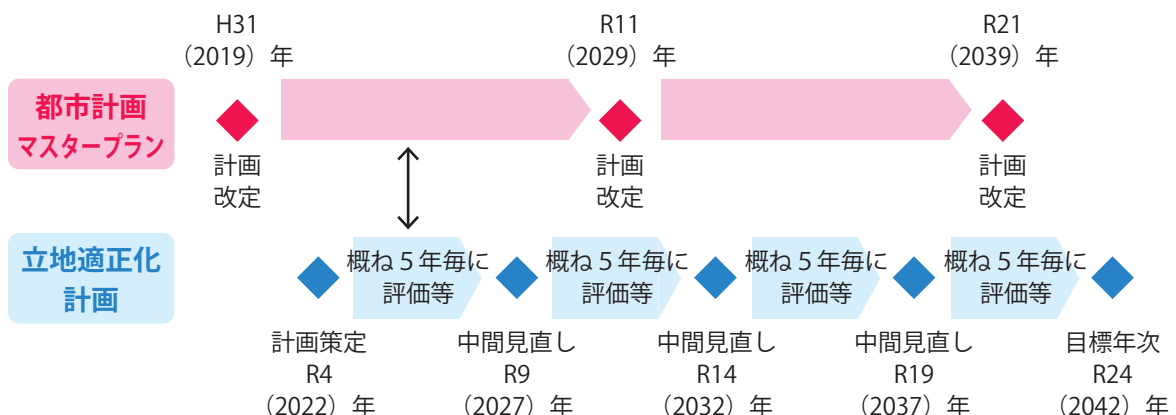 H31
（2019）年
R11
（2029）年
R21
（2039）年
都市計画
マスタープラン
計画
改定
計画
改定
計画
改定
立地適正化
計画
概ね５年毎に
評価等
概ね５年毎に
評価等
概ね５年毎に
評価等
概ね５年毎に
評価等
計画策定
R4
（2022）年
中間見直し
R9
（2027）年
中間見直し
R14
（2032）年
中間見直し
R19
（2037）年
目標年次
R24
（2042）年